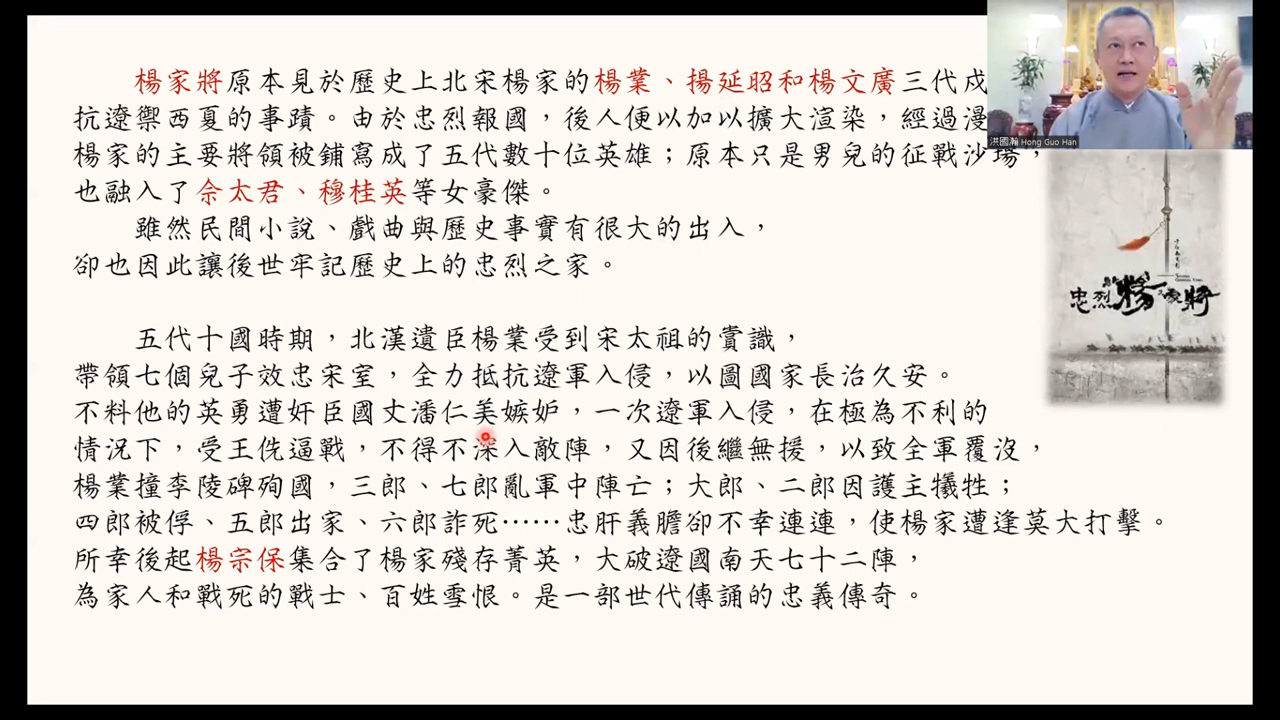 楊家將原本見於歷史上北宋楊家的楊業、揚延昭和楊文廣三代戍
抗遼禦西夏的事蹟。由於忠烈報國，後人便以加以擴大渲染，經過漫
楊家的主要將領被鋪寫成了五代數十位英雄；原本只是男兒的征戰沙場，
也融入了佘太君、穆桂英等女豪傑。
雖然民間小說、戲曲與歷史事實有很大的出入，
卻也因此讓後世牢記歷史上的忠烈之家。
五代十國時期，北漢遺臣楊業受到宋太祖的賞識，
帶領七個兒子效忠宋室，全力抵抗遼軍入侵，以圖國家長治久安。
不料他的英勇遭奸臣國丈潘仁美嫉妒，一次遼軍入侵，在極為不利的
情況下，受王侁逼戰，不得不深入敵陣，又因後繼無援，以致全軍覆沒，
楊業撞李陵碑殉國，三郎、七郎亂軍中陣亡；大郎、二郎因護主犧牲；
四郎被俘、五郎出家、六郎詐死……忠肝義膽卻不幸連連，使楊家遭逢莫大打擊。
所幸後起楊宗保集合了楊家殘存菁英，大破遼國南天七十二陣，
為家人和戰死的戰士、百姓雪恨。是一部世代傳誦的忠義傳奇。
洪國瀚 Hong Guo Han
忠烈楊家將